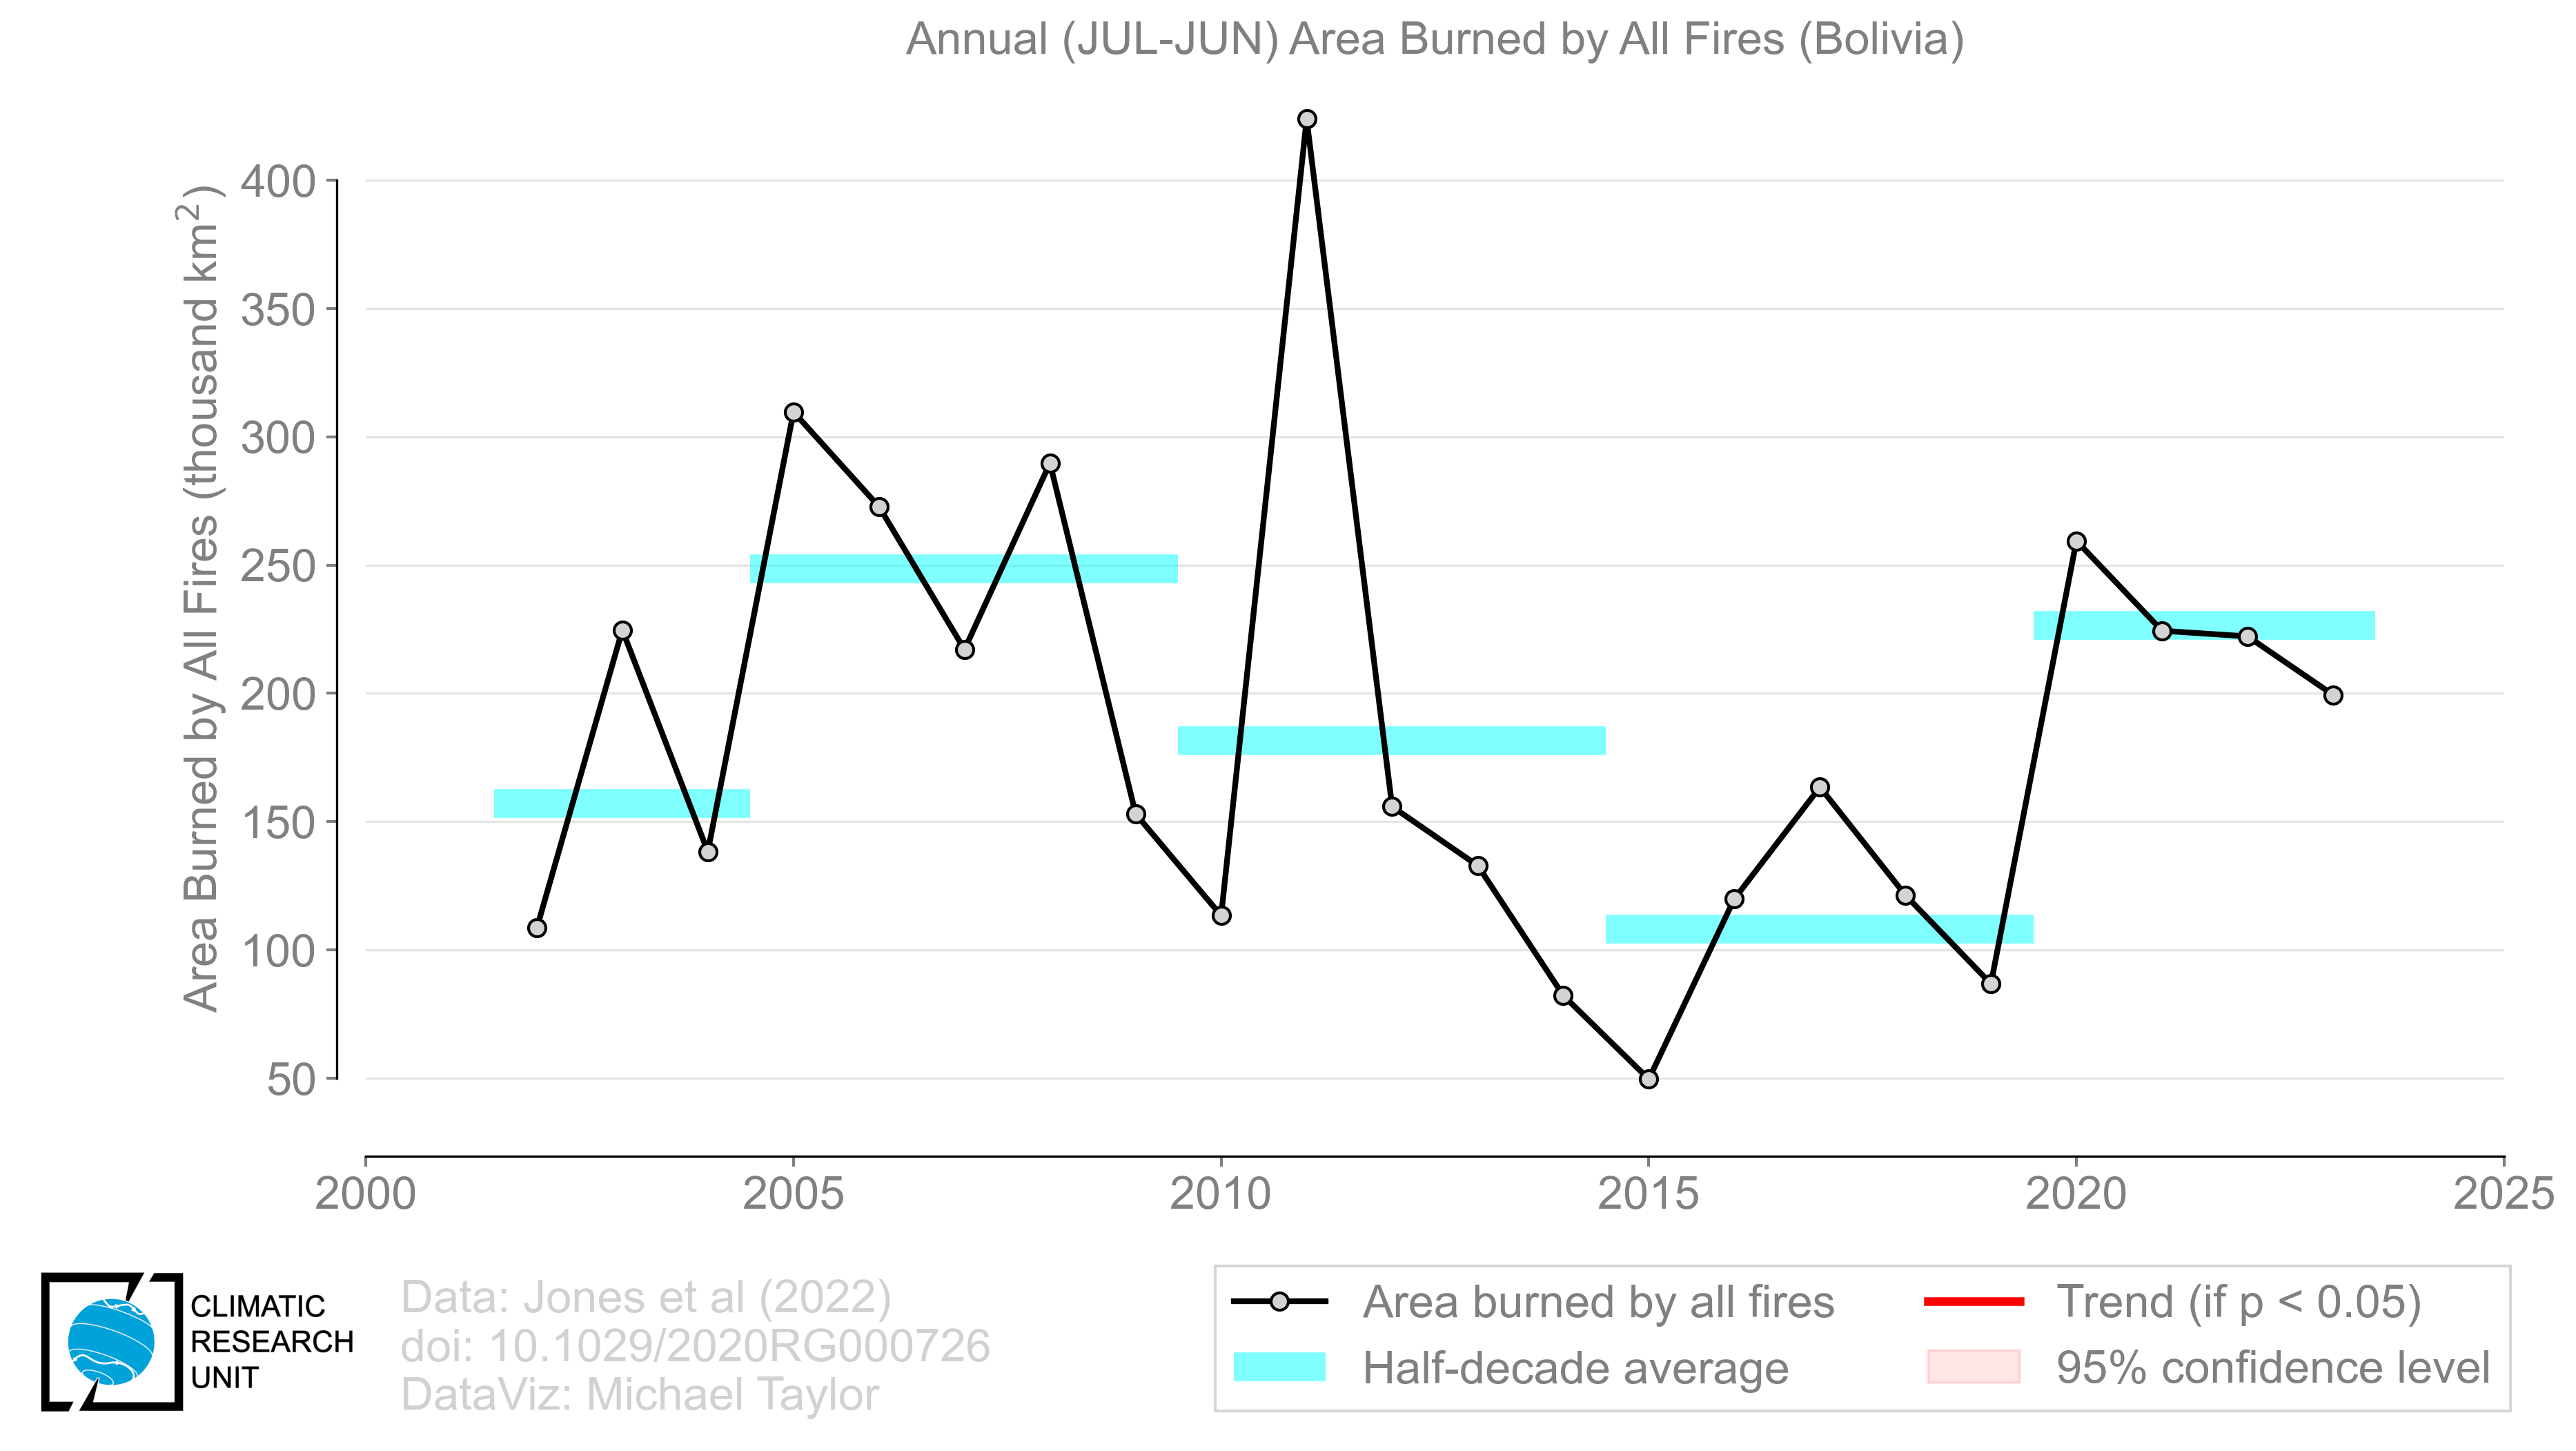 Annual (JUL-JUN) Area Burned by All Fires (Bolivia)
Area Burned by All Fires (thousand km²)
400
350
300
250
200
150
100
50
2000 2005 2010 2015 2020 2025
CLIMATIC
RESEARCH
UNIT
Data: Jones et al (2022)
doi: 10.1029/2020RG000726
DataViz: Michael Taylor
Area burned by all fires
Half-decade average
Trend (if p < 0.05)
95% confidence level